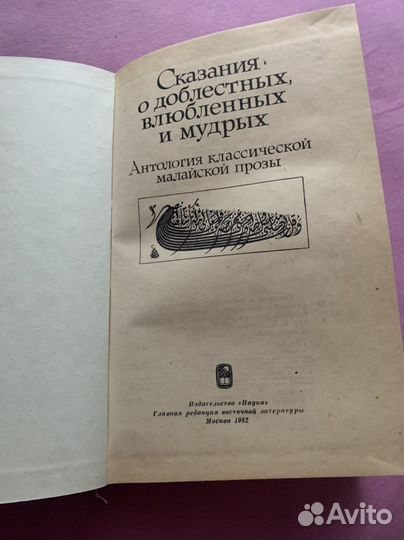 Сказания
о доблестных,
влюбленных
и мудрых
Антология классической
малайской прозы
Издательство «Наука»
Главная редакция восточной литературы
Москва 1982
Avito